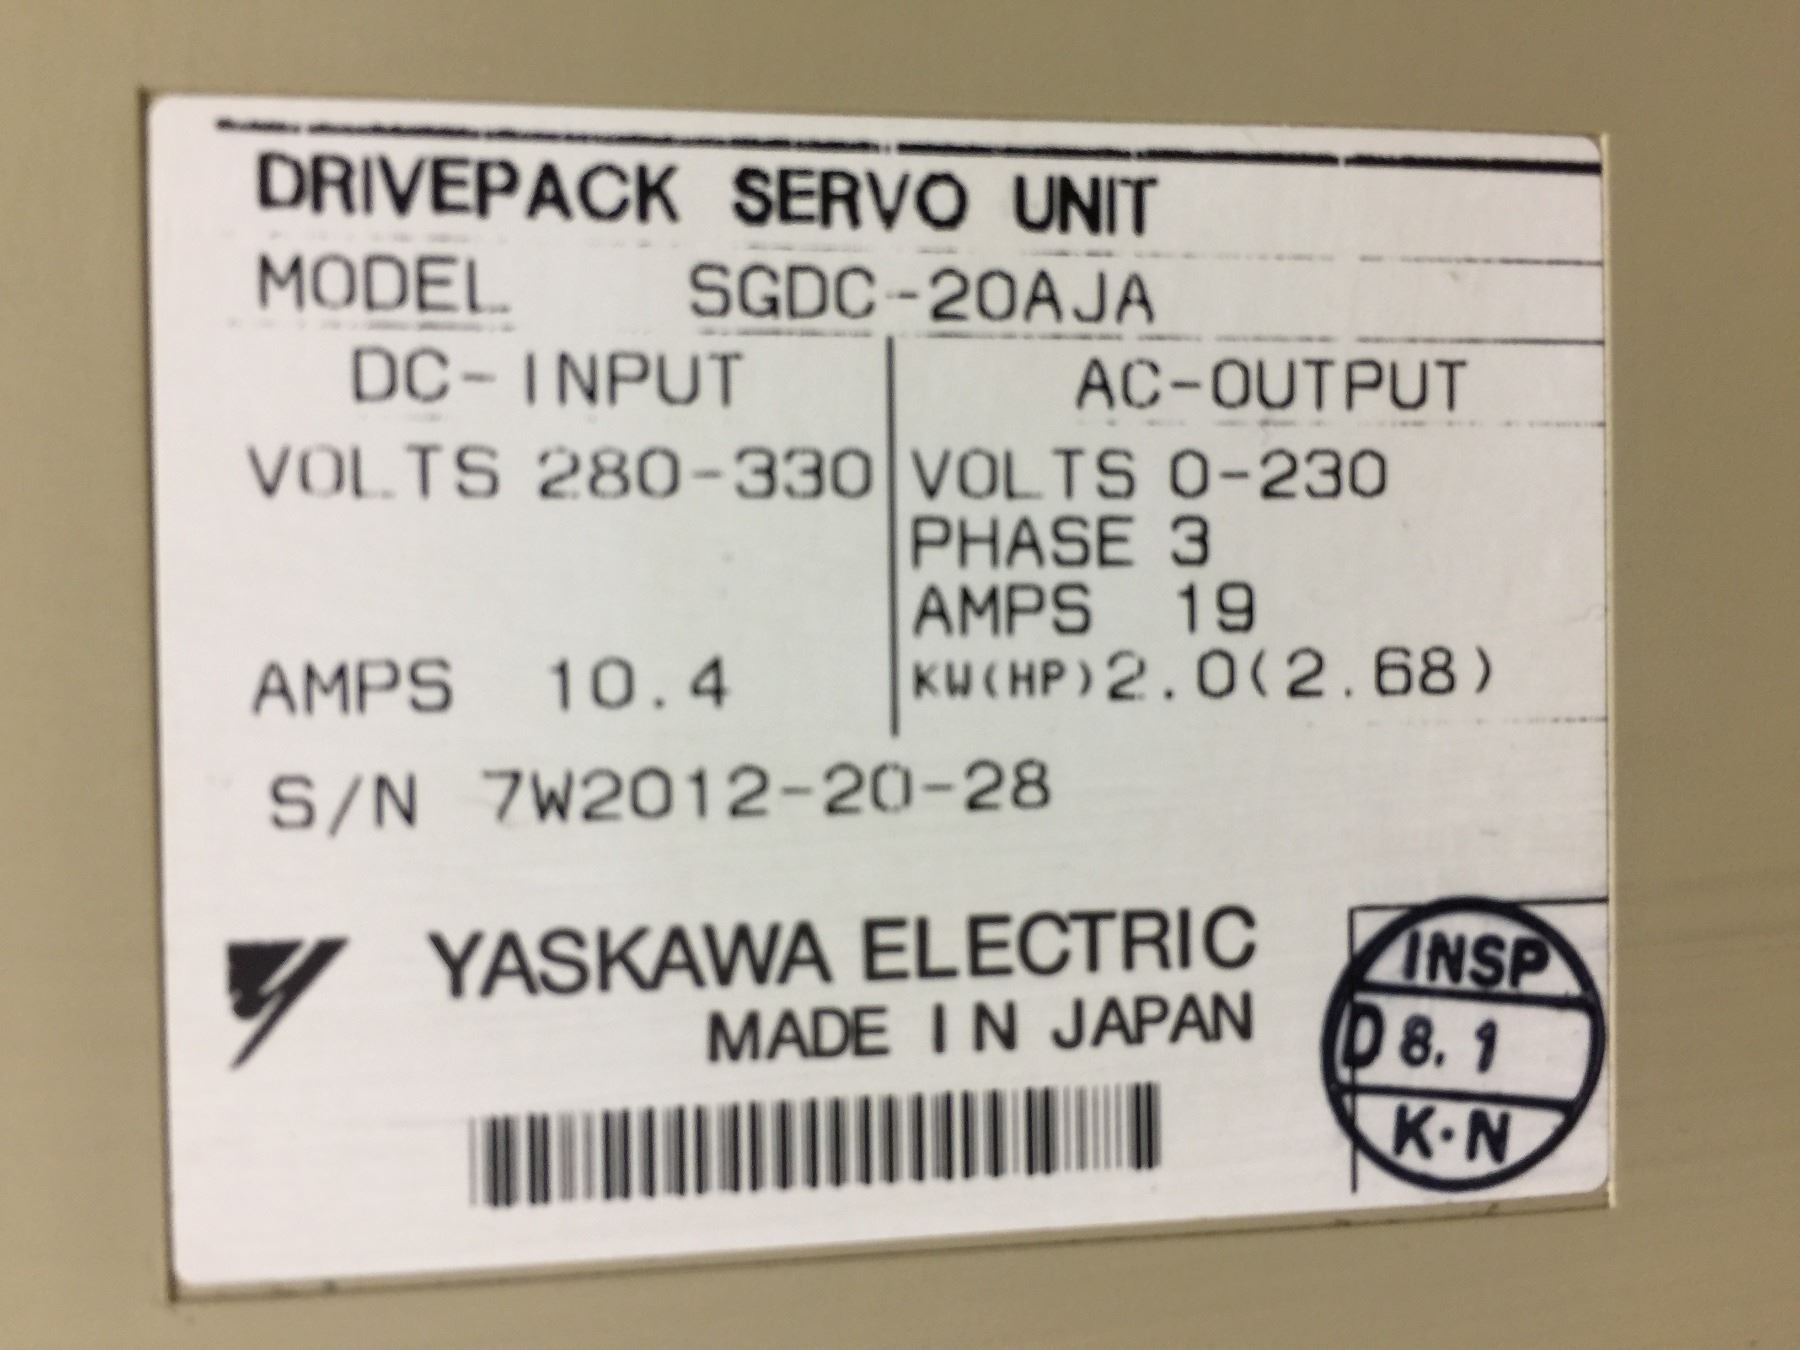 DRIVEPACK SERVO UNIT
MODEL SGDC-20AJA
DC-INPUT
VOLTS 280-330
AMPS 10.4
AC-OUTPUT
VOLTS 0-230
PHASE 3
AMPS 19
KW(HP) 2.0(2.68)
S/N 7W2012-20-28
YASKAWA ELECTRIC
MADE IN JAPAN
INSP
D 8.1
K·N